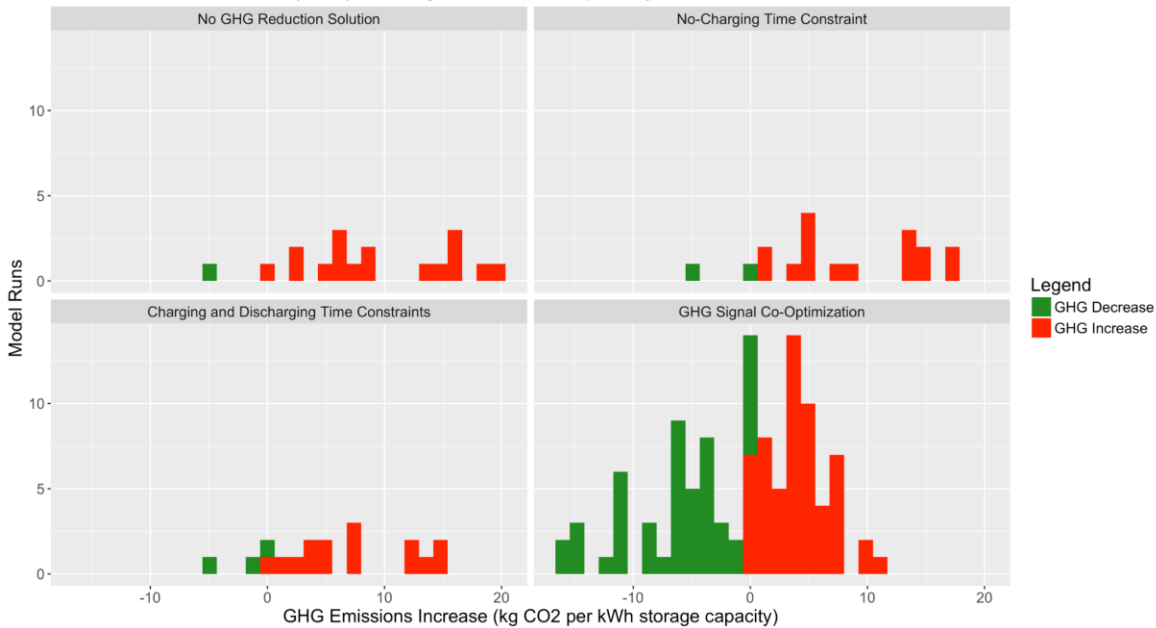 No GHG Reduction Solution
No-Charging Time Constraint
10
5
0
Charging and Discharging Time Constraints
GHG Signal Co-Optimization
10
5
0
-10
0
10
20
-10
0
10
20
Model Runs
GHG Emissions Increase (kg CO2 per kWh storage capacity)
Legend
GHG Decrease
GHG Increase